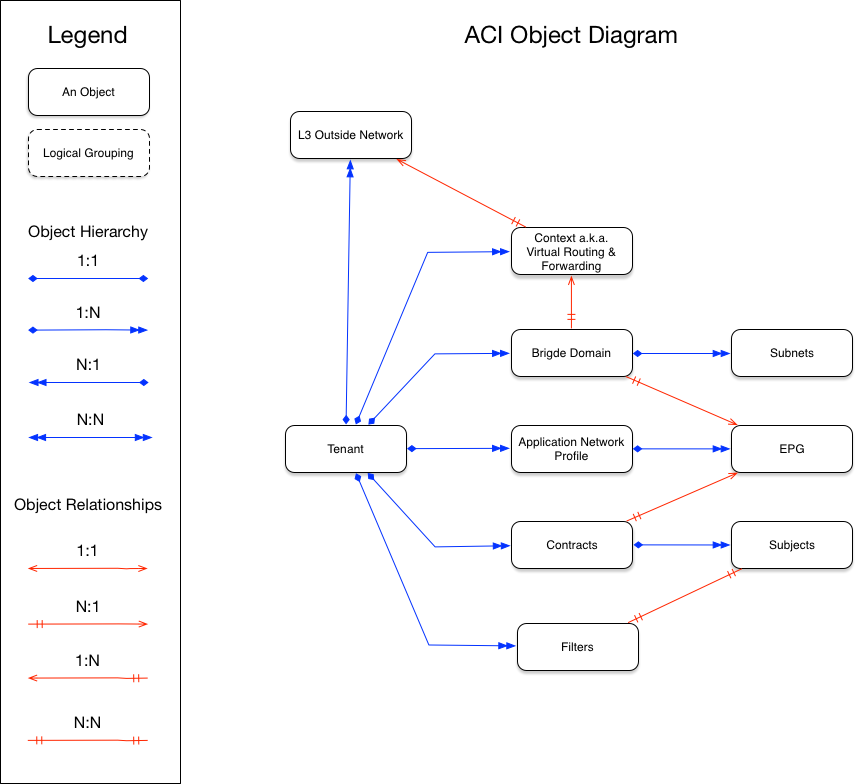 Legend
An Object
Logical Grouping
Object Hierarchy
1:1
1:N
N:1
N:N
Object Relationships
1:1
N:1
1:N
N:N
ACI Object Diagram
L3 Outside Network
Context a.k.a.
Virtual Routing &
Forwarding
Brigde Domain
Subnets
Tenant
Application Network
Profile
EPG
Contracts
Subjects
Filters